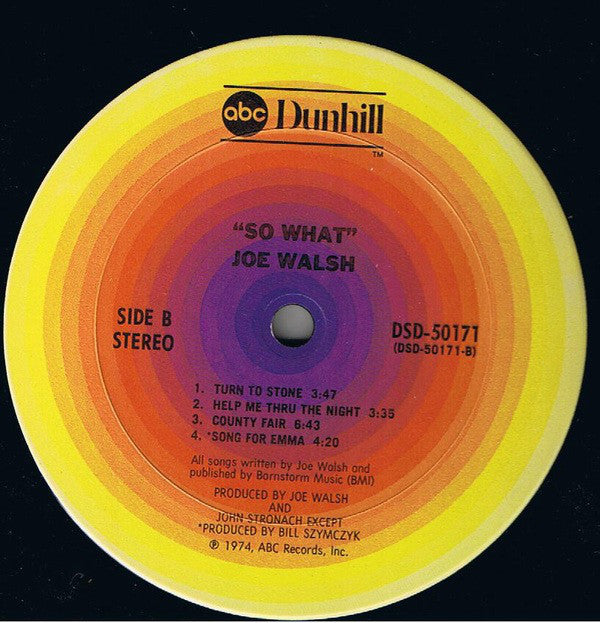 abc Dunhill
TM
"SO WHAT"
JOE WALSH
SIDE B
STEREO
DSD-50171
(DSD-50171-B)
1. TURN TO STONE 3:47
2. HELP ME THRU THE NIGHT 3:35
3. COUNTY FAIR 6:43
4. *SONG FOR EMMA 4:20
All songs written by Joe Walsh and
published by Barnstorm Music (BMI)
PRODUCED BY JOE WALSH
AND
JOHN STRONACH EXCEPT
*PRODUCED BY BILL SZYMCZYK
℗ 1974, ABC Records, Inc.